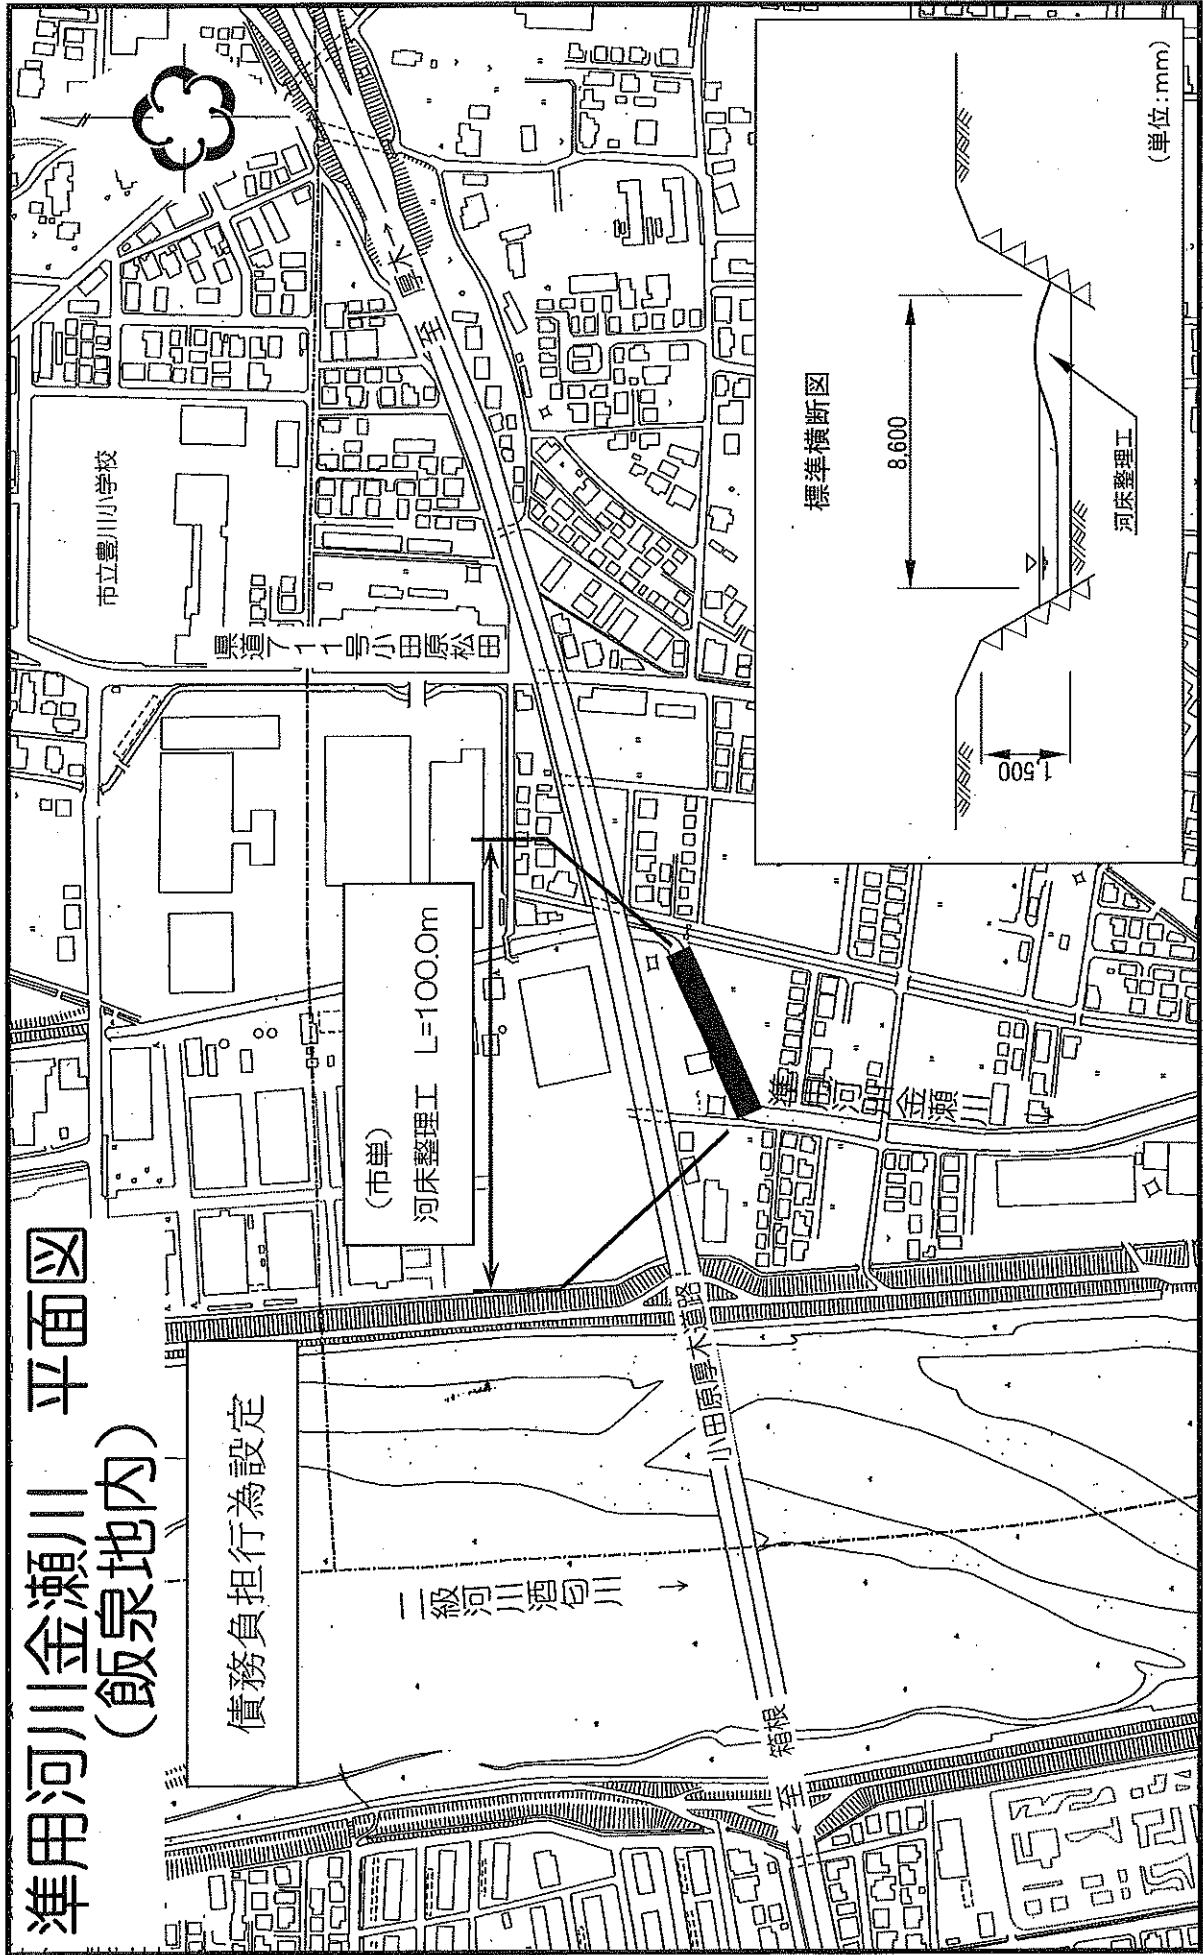 準用河川金瀬川 平面図
(飯泉地内)
債務負担行為設定
(市単)
河床整理工 L=100.0m
市立豊川小学校
県道711号小田原松田
至 厚木→
二級河川酒匂川
→
小田原厚木道路
←至 箱根
準用河川金瀬川
標準横断図
8.600
1,500
河床整理工
(単位:mm)